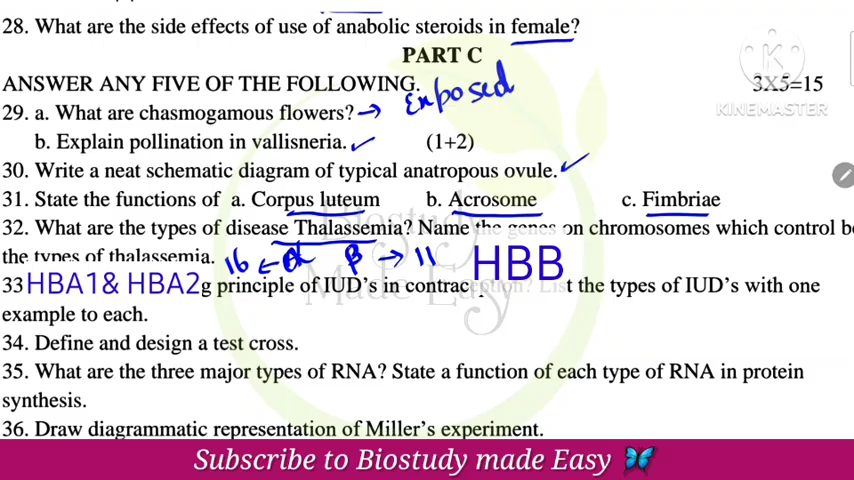 28. What are the side effects of use of anabolic steroids in female?
PART C
ANSWER ANY FIVE OF THE FOLLOWING. 3X5=15
KINEMASTER
29. a. What are chasmogamous flowers? → Exposed
b. Explain pollination in vallisneria. ✓ (1+2)
30. Write a neat schematic diagram of typical anatropous ovule. ✓
31. State the functions of a. Corpus luteum b. Acrosome c. Fimbriae
32. What are the types of disease Thalassemia? Name the genes on chromosomes which control b
the types of thalassemia. 16 ← α β → 11 HBB
33 HBA1& HBA2 g principle of IUD's in contraception? List the types of IUD's with one
example to each.
34. Define and design a test cross.
35. What are the three major types of RNA? State a function of each type of RNA in protein
synthesis.
36. Draw diagrammatic representation of Miller's experiment.
Biostudy
Made Easy
Subscribe to Biostudy made Easy